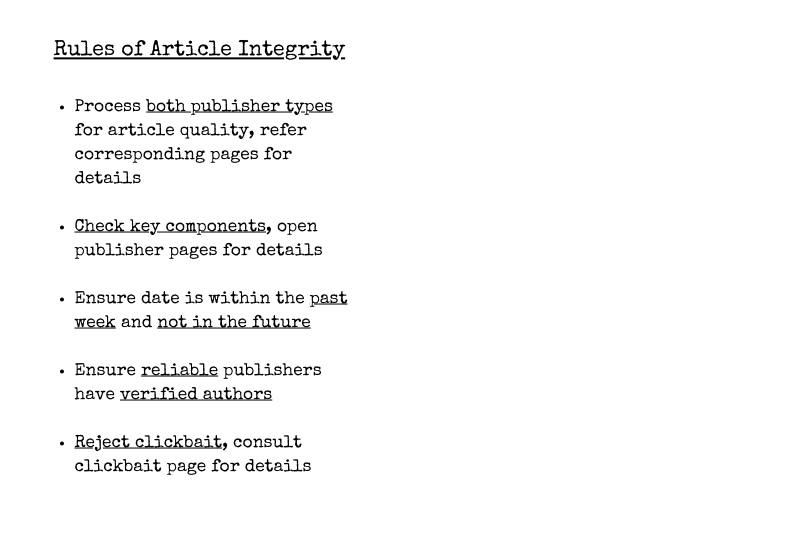 Rules of Article Integrity
• Process both publisher types
for article quality, refer
corresponding pages for
details
• Check key components, open
publisher pages for details
• Ensure date is within the past
week and not in the future
• Ensure reliable publishers
have verified authors
• Reject clickbait, consult
clickbait page for details